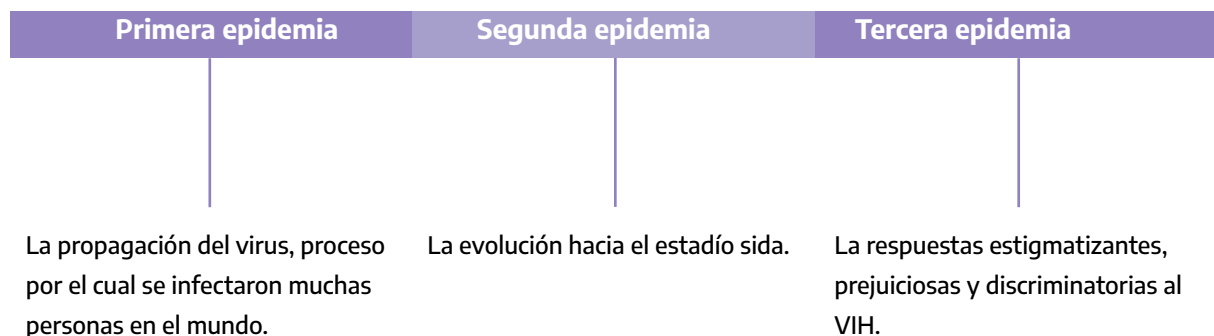 Primera epidemia
Segunda epidemia
Tercera epidemia
La propagación del virus, proceso
por el cual se infectaron muchas
personas en el mundo.
La evolución hacia el estadío sida.
La respuestas estigmatizantes,
prejuiciosas y discriminatorias al
VIH.